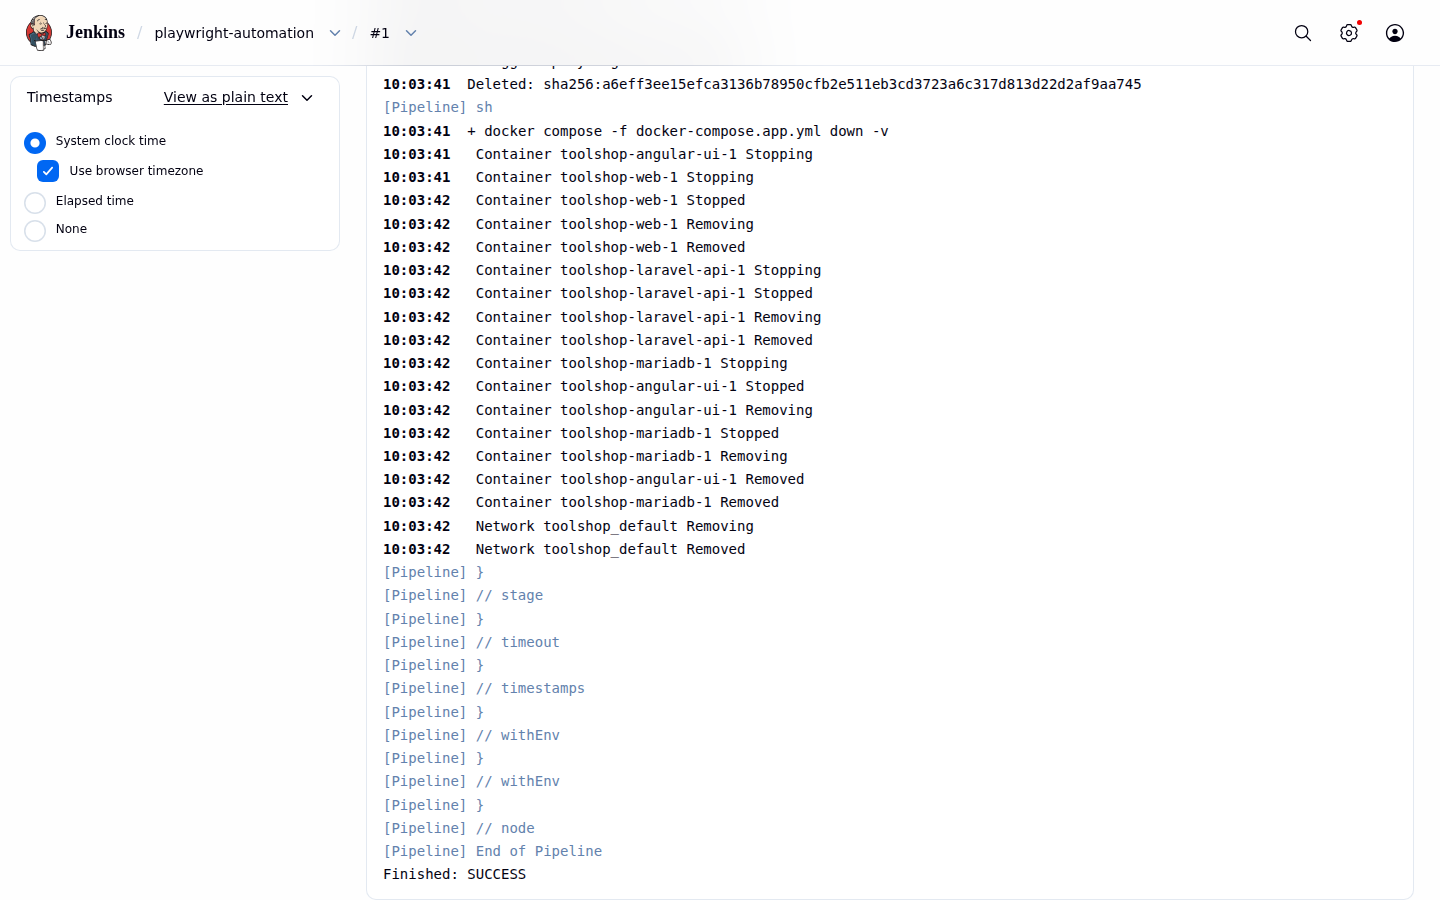 Jenkins / playwright-automation / #1
Timestamps
View as plain text
System clock time
Use browser timezone
Elapsed time
None
10:03:41 Deleted: sha256:a6eff3ee15efca3136b78950cfb2e511eb3cd3723a6c317d813d22d2af9aa745
[Pipeline] sh
10:03:41 + docker compose -f docker-compose.app.yml down -v
10:03:41 Container toolshop-angular-ui-1 Stopping
10:03:41 Container toolshop-web-1 Stopping
10:03:42 Container toolshop-web-1 Stopped
10:03:42 Container toolshop-web-1 Removing
10:03:42 Container toolshop-web-1 Removed
10:03:42 Container toolshop-laravel-api-1 Stopping
10:03:42 Container toolshop-laravel-api-1 Stopped
10:03:42 Container toolshop-laravel-api-1 Removing
10:03:42 Container toolshop-laravel-api-1 Removed
10:03:42 Container toolshop-mariadb-1 Stopping
10:03:42 Container toolshop-angular-ui-1 Stopped
10:03:42 Container toolshop-angular-ui-1 Removing
10:03:42 Container toolshop-mariadb-1 Stopped
10:03:42 Container toolshop-mariadb-1 Removing
10:03:42 Container toolshop-angular-ui-1 Removed
10:03:42 Container toolshop-mariadb-1 Removed
10:03:42 Network toolshop_default Removing
10:03:42 Network toolshop_default Removed
[Pipeline] }
[Pipeline] // stage
[Pipeline] }
[Pipeline] // timeout
[Pipeline] }
[Pipeline] // timestamps
[Pipeline] }
[Pipeline] // withEnv
[Pipeline] }
[Pipeline] // withEnv
[Pipeline] }
[Pipeline] // node
[Pipeline] End of Pipeline
Finished: SUCCESS